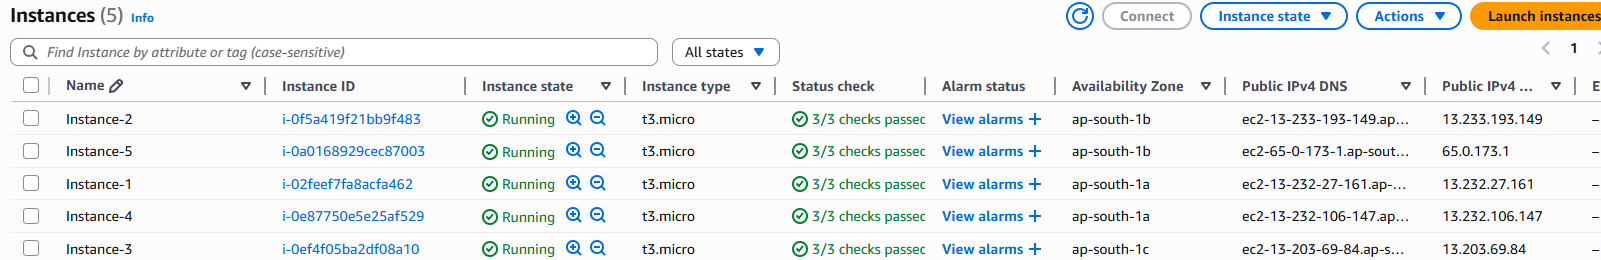 Instances (5) Info Connect Instance state Actions Launch instances
Find Instance by attribute or tag (case-sensitive) All states 1
Name Instance ID Instance state Instance type Status check Alarm status Availability Zone Public IPv4 DNS Public IPv4 ...
Instance-2 i-0f5a419f21bb9f483 Running t3.micro 3/3 checks passec View alarms + ap-south-1b ec2-13-233-193-149.ap... 13.233.193.149 –
Instance-5 i-0a0168929cec87003 Running t3.micro 3/3 checks passec View alarms + ap-south-1b ec2-65-0-173-1.ap-sout... 65.0.173.1 –
Instance-1 i-02feef7fa8acfa462 Running t3.micro 3/3 checks passec View alarms + ap-south-1a ec2-13-232-27-161.ap-... 13.232.27.161 –
Instance-4 i-0e87750e5e25af529 Running t3.micro 3/3 checks passec View alarms + ap-south-1a ec2-13-232-106-147.ap... 13.232.106.147 –
Instance-3 i-0ef4f05ba2df08a10 Running t3.micro 3/3 checks passec View alarms + ap-south-1c ec2-13-203-69-84.ap-s... 13.203.69.84 –